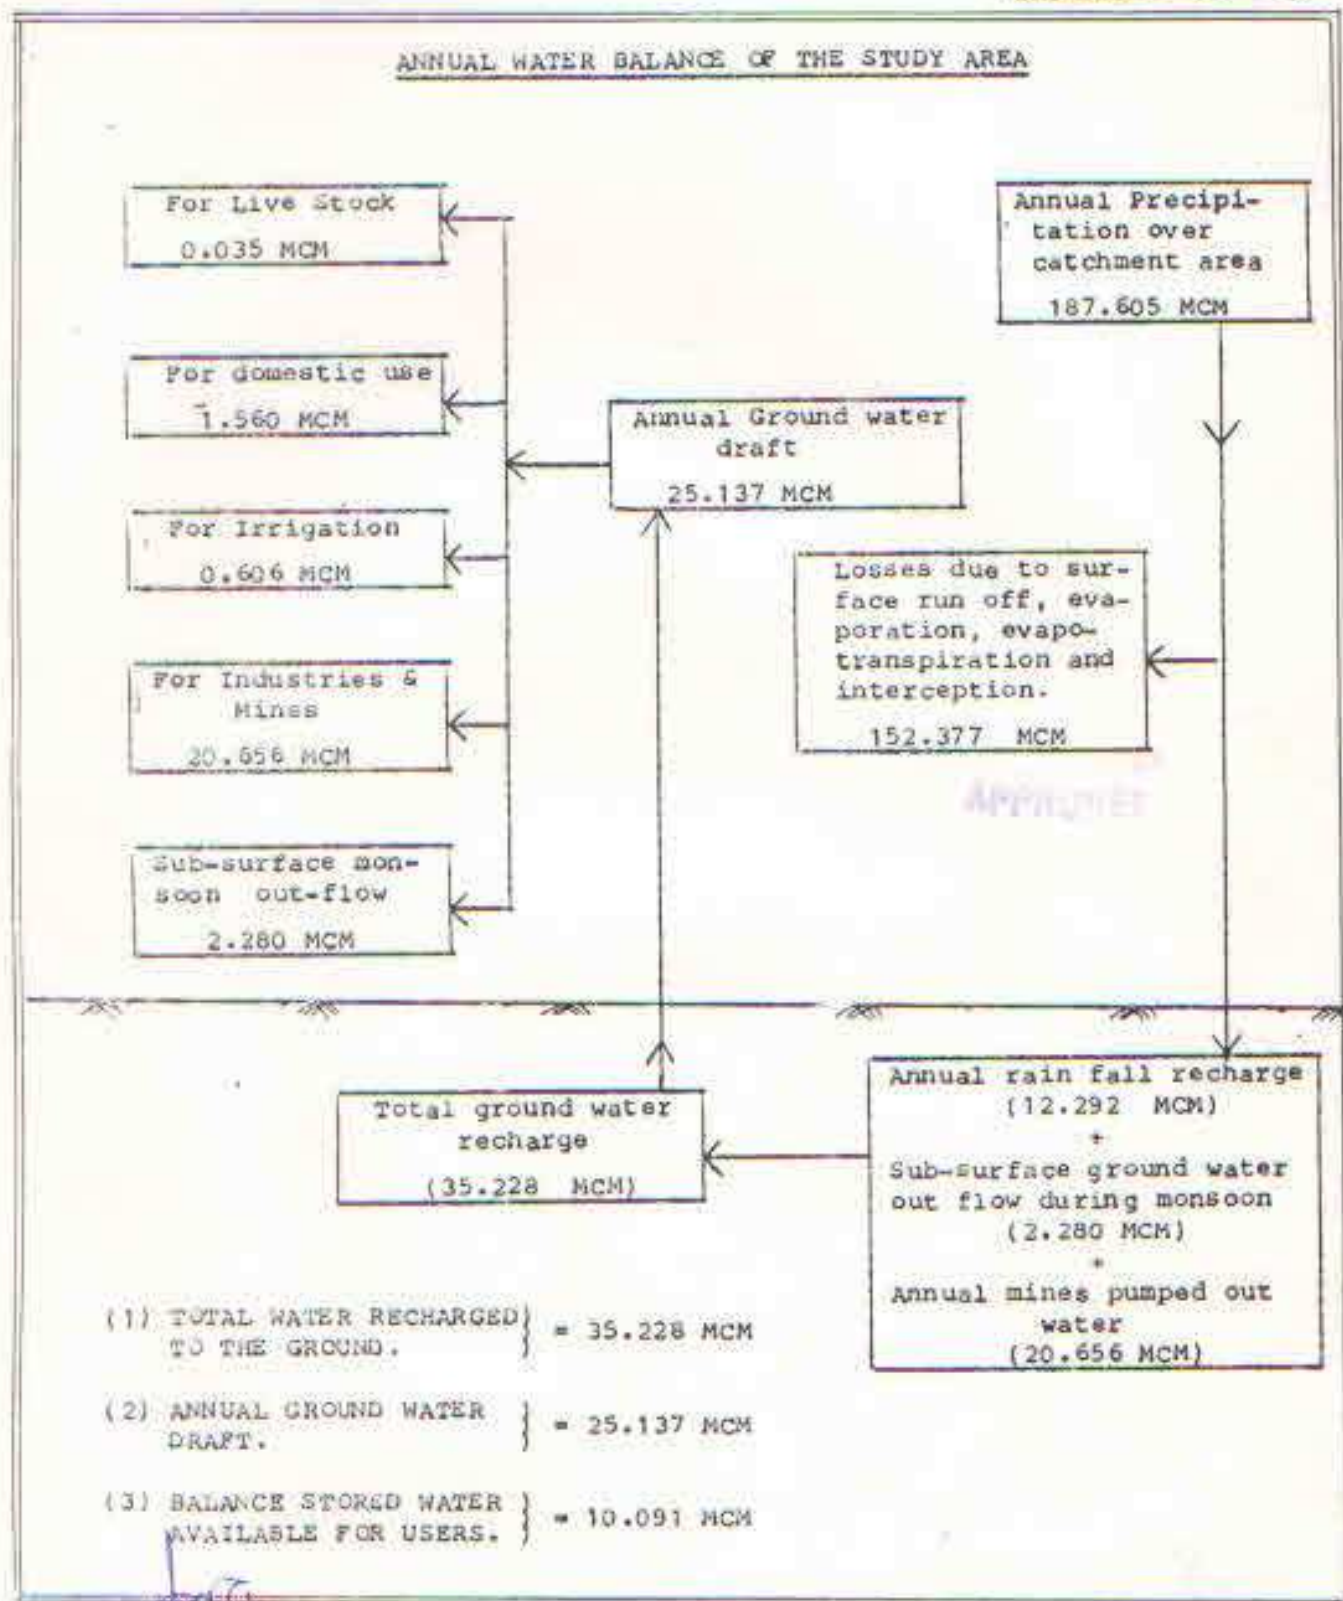 ANNUAL WATER BALANCE OF THE STUDY AREA
For Live Stock
0.035 MCM
For domestic use
1.560 MCM
For Irrigation
0.606 MCM
For Industries &
Mines
20.656 MCM
Sub-surface mon-
soon out-flow
2.280 MCM
Annual Ground water
draft
25.137 MCM
Annual Precipi-
tation over
catchment area
187.605 MCM
Losses due to sur-
face run off, eva-
poration, evapo-
transpiration and
interception.
152.377 MCM
Total ground water
recharge
(35.228 MCM)
Annual rain fall recharge
(12.292 MCM)
+
Sub-surface ground water
out flow during monsoon
(2.280 MCM)
+
Annual mines pumped out
water
(20.656 MCM)
(1) TOTAL WATER RECHARGED
TO THE GROUND. } = 35.228 MCM
(2) ANNUAL GROUND WATER
DRAFT. } = 25.137 MCM
(3) BALANCE STORED WATER
AVAILABLE FOR USERS. } = 10.091 MCM